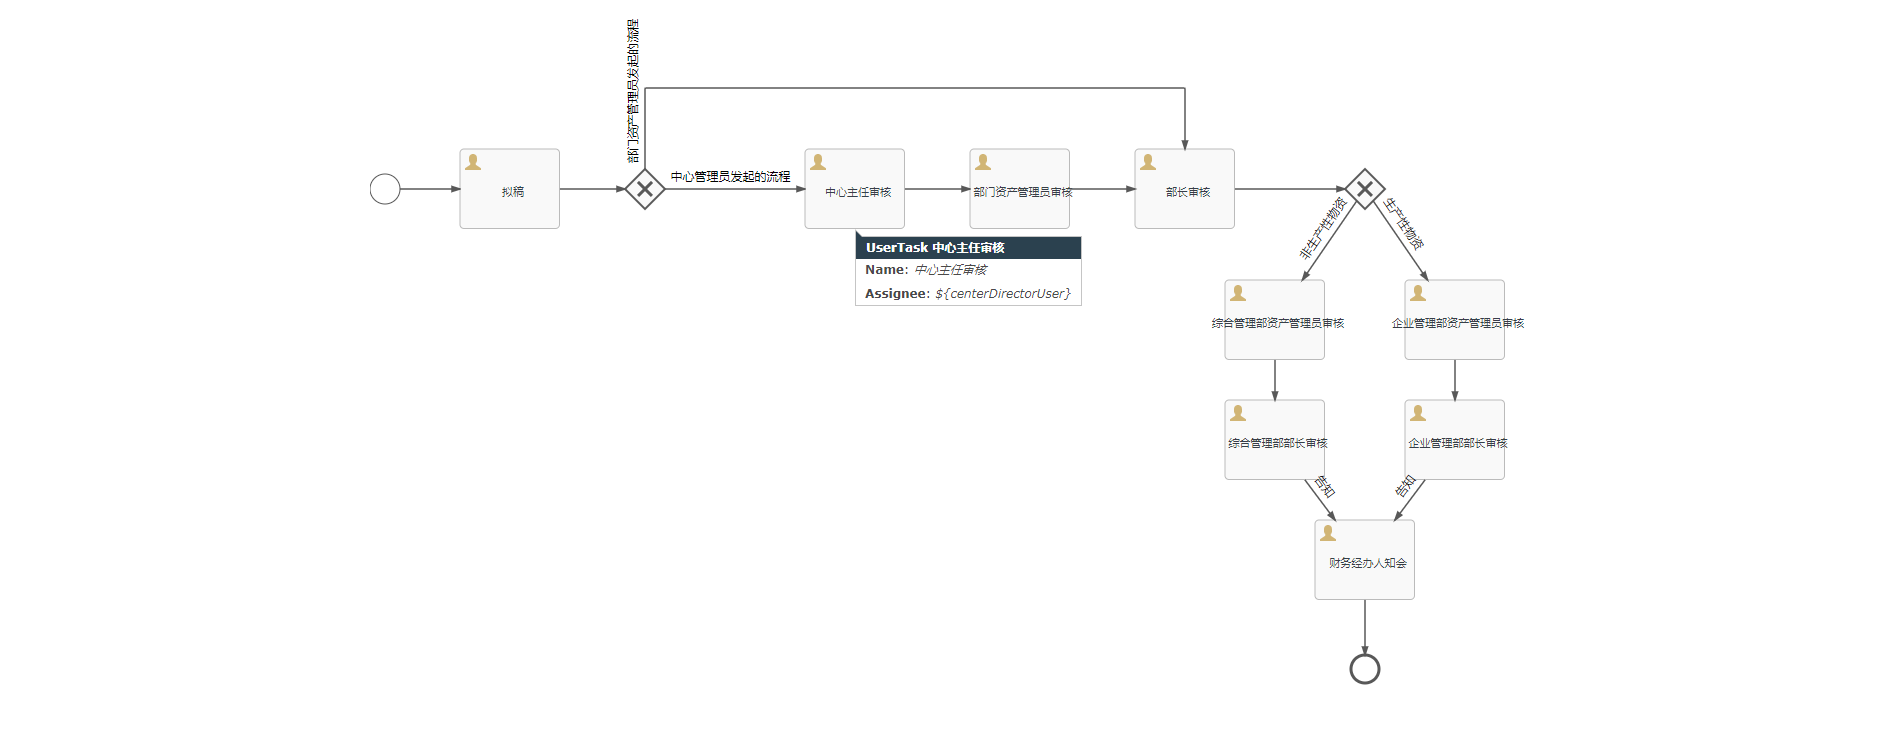 部门资产管理员发起的流程
拟稿
中心管理员发起的流程
中心主任审核
部门资产管理员审核
部长审核
UserTask 中心主任审核
Name: 中心主任审核
Assignee: ${centerDirectorUser}
非生产性物资
生产性物资
综合管理部资产管理员审核
企业管理部资产管理员审核
综合管理部部长审核
企业管理部部长审核
告知
告知
财务经办人知会